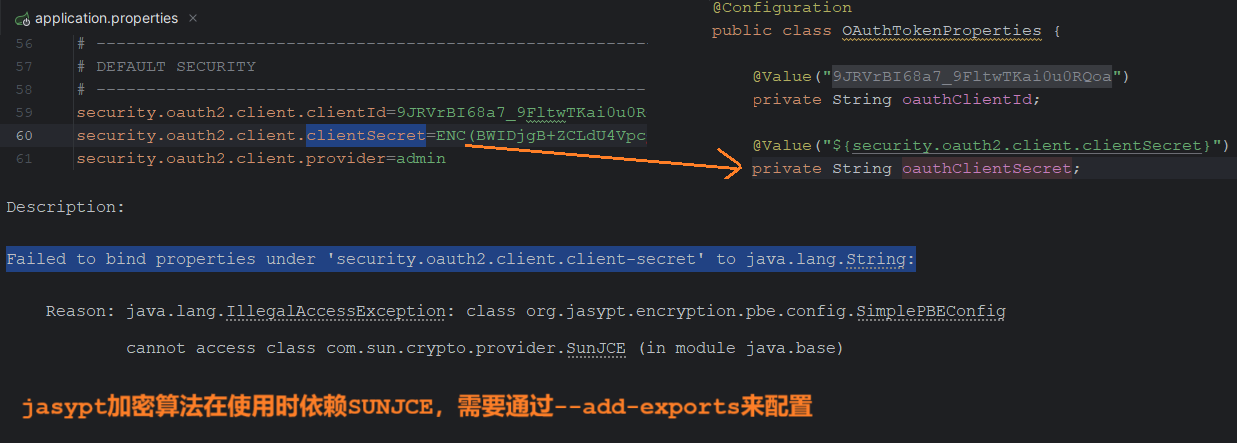 application.properties ×
56 # ----------------------------------------------------
57 # DEFAULT SECURITY
58 # ----------------------------------------------------
59 security.oauth2.client.clientId=9JRVrBI68a7_9FltwTKai0u0R
60 security.oauth2.client.clientSecret=ENC(BWIDjgB+ZCLdU4Vpc
61 security.oauth2.client.provider=admin
@Configuration
public class OAuthTokenProperties {
@Value("9JRVrBI68a7_9FltwTKai0u0RQoa")
private String oauthClientId;
@Value("${security.oauth2.client.clientSecret}")
private String oauthClientSecret;
Description:
Failed to bind properties under 'security.oauth2.client.client-secret' to java.lang.String:
Reason: java.lang.IllegalAccessException: class org.jasypt.encryption.pbe.config.SimplePBEConfig
cannot access class com.sun.crypto.provider.SunJCE (in module java.base)
jasypt加密算法在使用时依赖SUNJCE，需要通过--add-exports来配置